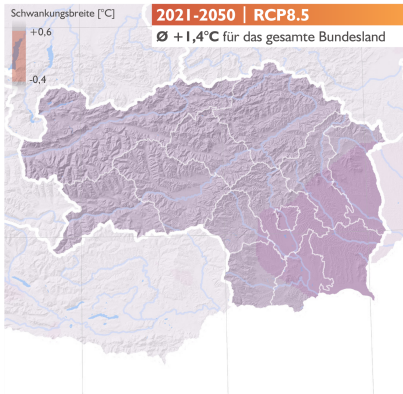 Schwankungsbreite [°C]
+0,6
-0,4
2021-2050 | RCP8.5
Ø +1,4°C für das gesamte Bundesland